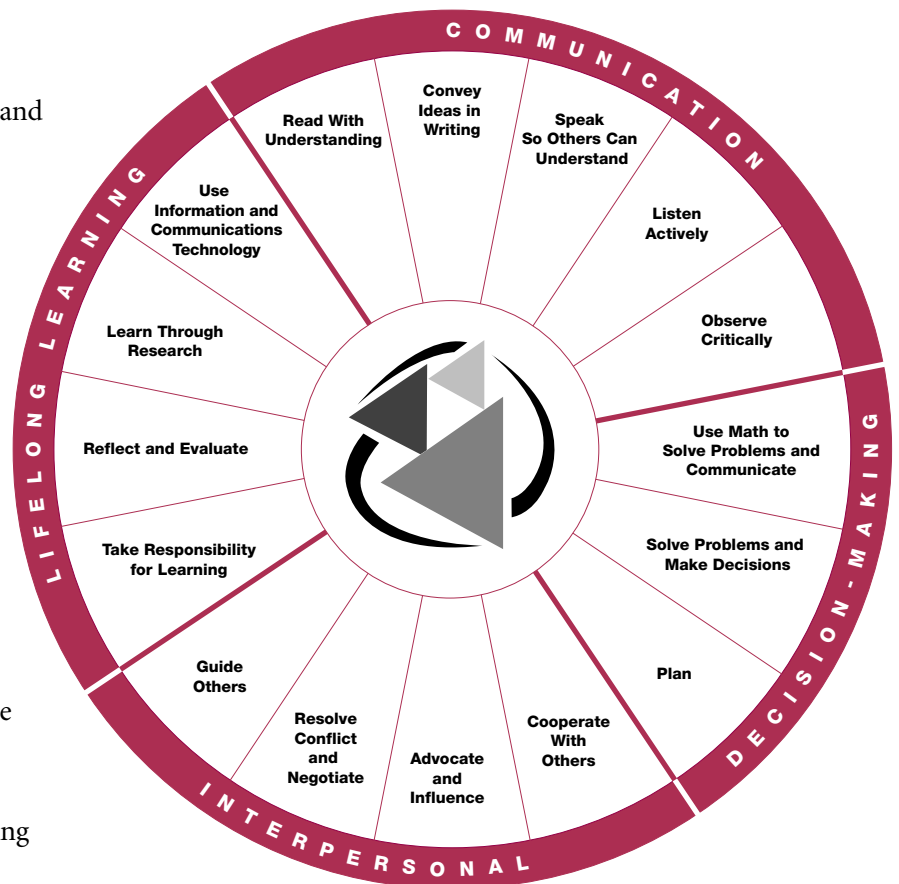 and
e
ng
COMMUNICATION
Read With
Understanding
Convey
Ideas in
Writing
Speak
So Others Can
Understand
Listen
Actively
Observe
Critically
DECISION-MAKING
Use Math to
Solve Problems and
Communicate
Solve Problems and
Make Decisions
Plan
INTERPERSONAL
Cooperate
With
Others
Advocate
and
Influence
Resolve
Conflict
and
Negotiate
Guide
Others
LIFELONG LEARNING
Take Responsibility
for Learning
Reflect and Evaluate
Learn Through
Research
Use
Information and
Communications
Technology